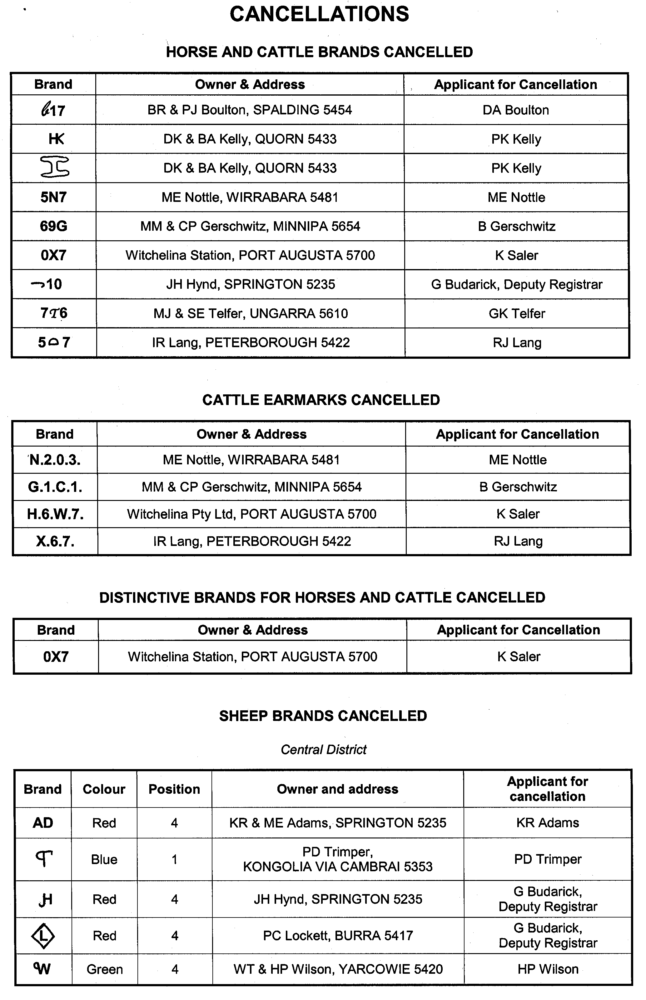 CANCELLATIONS
HORSE AND CATTLE BRANDS CANCELLED
Brand Owner & Address Applicant for Cancellation
b17 BR & PJ Boulton, SPALDING 5454 DA Boulton
HK DK & BA Kelly, QUORN 5433 PK Kelly
DK & BA Kelly, QUORN 5433 PK Kelly
5N7 ME Nottle, WIRRABARA 5481 ME Nottle
69G MM & CP Gerschwitz, MINNIPA 5654 B Gerschwitz
0X7 Witchelina Station, PORT AUGUSTA 5700 K Saler
10 JH Hynd, SPRINGTON 5235 G Budarick, Deputy Registrar
7T6 MJ & SE Telfer, UNGARRA 5610 GK Telfer
5 7 IR Lang, PETERBOROUGH 5422 RJ Lang
CATTLE EARMARKS CANCELLED
Brand Owner & Address Applicant for Cancellation
N.2.0.3. ME Nottle, WIRRABARA 5481 ME Nottle
G.1.C.1. MM & CP Gerschwitz, MINNIPA 5654 B Gerschwitz
H.6.W.7. Witchelina Pty Ltd, PORT AUGUSTA 5700 K Saler
X.6.7. IR Lang, PETERBOROUGH 5422 RJ Lang
DISTINCTIVE BRANDS FOR HORSES AND CATTLE CANCELLED
Brand Owner & Address Applicant for Cancellation
0X7 Witchelina Station, PORT AUGUSTA 5700 K Saler
SHEEP BRANDS CANCELLED
Central District
Brand Colour Position Owner and address Applicant for
cancellation
AD Red 4 KR & ME Adams, SPRINGTON 5235 KR Adams
Blue 1 PD Trimper,
KONGOLIA VIA CAMBRAI 5353 PD Trimper
JH Red 4 JH Hynd, SPRINGTON 5235 G Budarick,
Deputy Registrar
L Red 4 PC Lockett, BURRA 5417 G Budarick,
Deputy Registrar
W Green 4 WT & HP Wilson, YARCOWIE 5420 HP Wilson